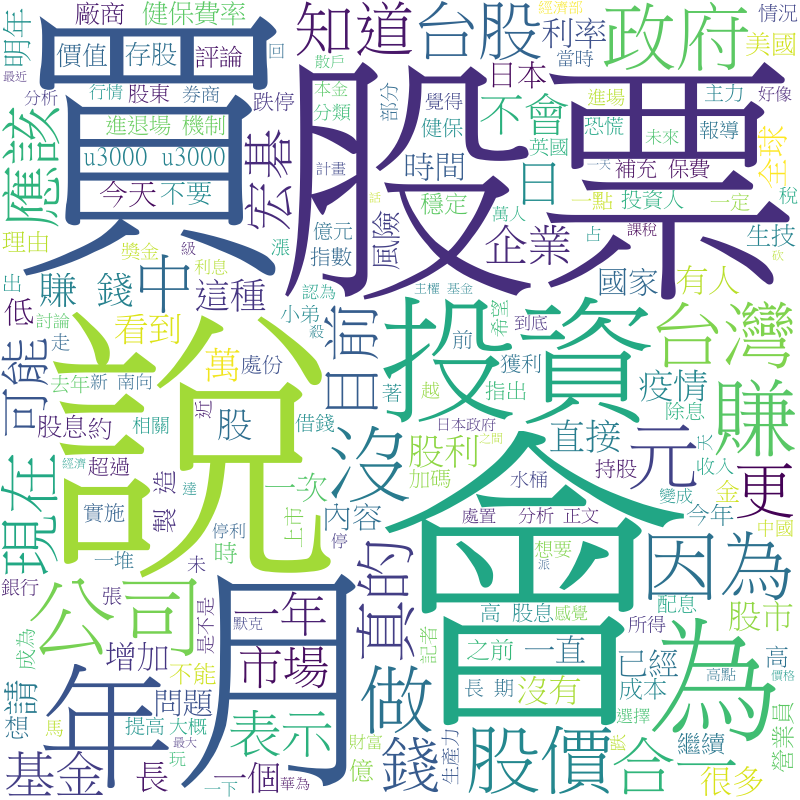 廠商
健保費率
明年
價值
存股
評論
知道
台股
利率
政府
經濟部
情況
美國
當時
回
最近
分析
行情
股東
券商
跌停
散戶
本金
分類
日本
部分
覺得
不會
進場
主力
好像
買
股票
應該
進退場 機制
u3000 u3000
宏碁
計畫
健保
恐慌
英國
未來
報導
全球
今天
不要
時間
日
補充 保費
一天
理由
獎金
漲
億元
指數
風險
穩定
萬人
投資人
一點
一定
稅
話
企業
占
課稅
生技
砍
賺 錢
中
級
這種
主權 基金
國家
有人
出
利息
低
討論
看到
認為
小弟
殺
目前
投資
希望
到底
台灣
可能
走
萬
處份
前
獲利
疫情
賺
說
去年
新 南向
近
著
越
指出
除息
股息
約
相關
股
借錢
沒
日本政府
之間
股利
加碼
直接
元
天
收入
更
現在
經濟
超過
達
製 造
一次
上市
水桶
持股
變成
金
實施
停利
內容
會
處置
分析 正文
今年
中國
一堆
未
時
停
想要
因為
銀行
公司
張
是不是
一年
真的
派
高 股息
感覺
配息
股市
成為
默克
記者
所得
增加
市場
之前
一直
已經
高
高點
價格
請
不能
年
月
做
為
問題
表示
長 期
沒有
成本
選擇
營業員
想
馬
提高
大概
最大
財富
生產力
跌
繼續
基金
長
玩
一個
一下
華為
億
錢
股價
合一
很多